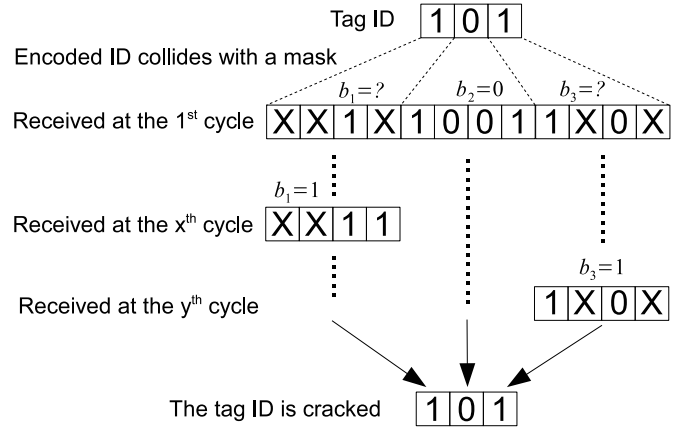 Tag ID 1 0 1
Encoded ID collides with a mask
b₁=? b₂=0 b₃=?
Received at the 1ˢᵗ cycle X X 1 X 1 0 0 1 1 X 0 X
b₁=1
Received at the xᵗʰ cycle X X 1 1
b₃=1
Received at the yᵗʰ cycle 1 X 0 X
The tag ID is cracked 1 0 1